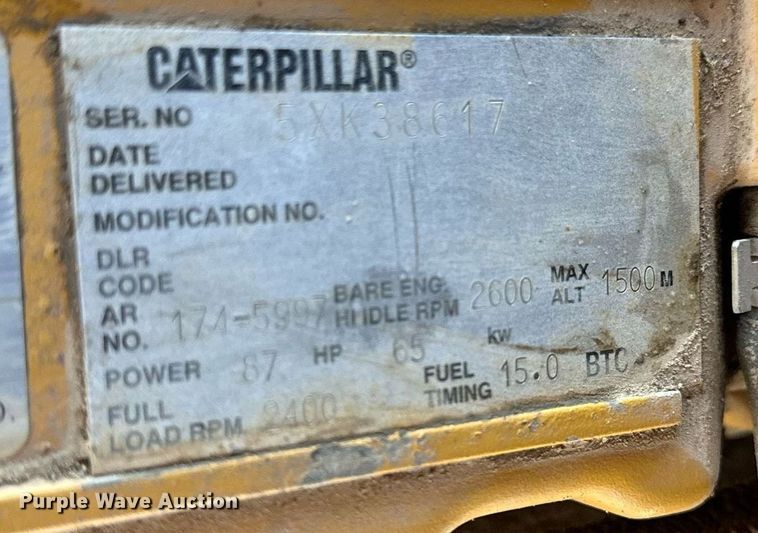 CATERPILLAR®
SER. NO 5XK38617
DATE
DELIVERED
MODIFICATION NO.
DLR
CODE
AR
NO. 174-5997
BARE ENG.
HI IDLE RPM 2600
MAX
ALT 1500 M
POWER 87 HP 65 kw
FULL
LOAD RPM 2400
FUEL
TIMING 15.0 BTC
Purple Wave Auction